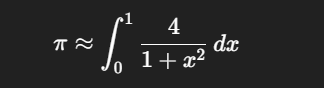 π ≈ ∫₀¹ 4/(1 + x²) dx